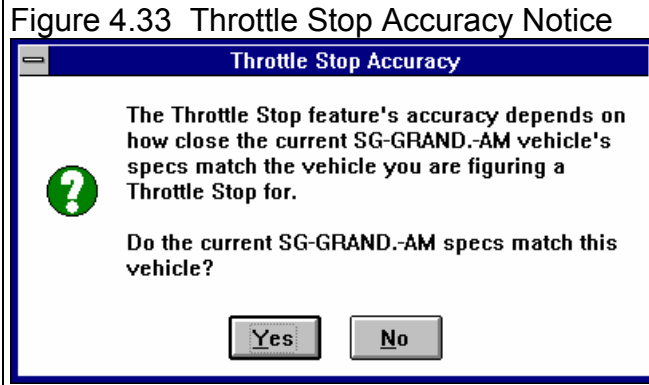 Figure 4.33  Throttle Stop Accuracy Notice
Throttle Stop Accuracy
The Throttle Stop feature's accuracy depends on
how close the current SG-GRAND.-AM vehicle's
specs match the vehicle you are figuring a
Throttle Stop for.
Do the current SG-GRAND.-AM specs match this
vehicle?
Yes
No